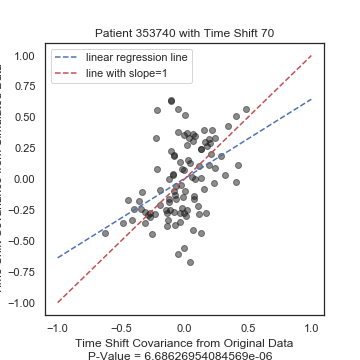 Patient 353740 with Time Shift 70
linear regression line
line with slope=1
1.00
0.75
0.50
0.25
0.00
−0.25
−0.50
−0.75
−1.00
−1.0
−0.5
0.0
0.5
1.0
Time Shift Covariance from Original Data
P-Value = 6.68626954084569e-06